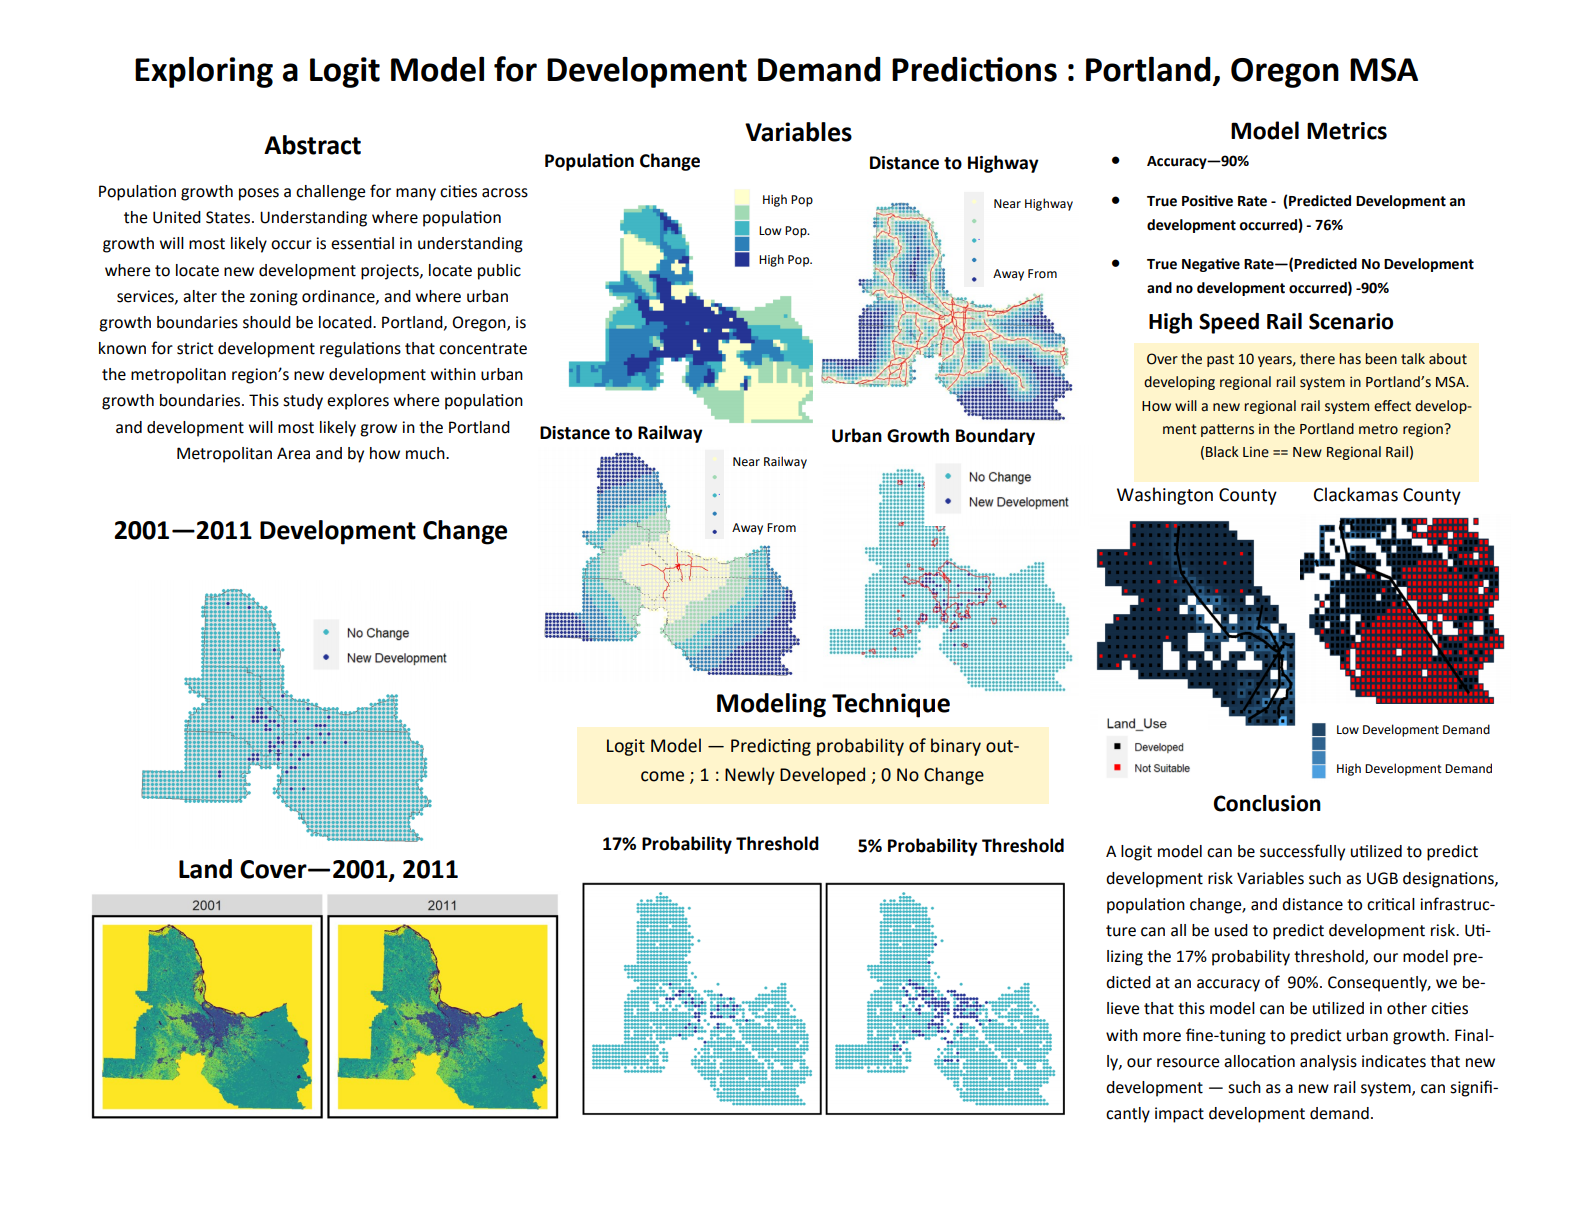 Exploring a Logit Model for Development Demand Predictions : Portland, Oregon MSA
Abstract
Population growth poses a challenge for many cities across
the United States. Understanding where population
growth will most likely occur is essential in understanding
where to locate new development projects, locate public
services, alter the zoning ordinance, and where urban
growth boundaries should be located. Portland, Oregon, is
known for strict development regulations that concentrate
the metropolitan region's new development within urban
growth boundaries. This study explores where population
and development will most likely grow in the Portland
Metropolitan Area and by how much.
2001—2011 Development Change
No Change
New Development
Land Cover—2001, 2011
2001
2011
Variables
Population Change
High Pop
Low Pop.
High Pop.
Distance to Highway
Near Highway
Away From
Distance to Railway
Near Railway
Away From
Urban Growth Boundary
No Change
New Development
Modeling Technique
Logit Model — Predicting probability of binary out-
come ; 1 : Newly Developed ; 0 No Change
17% Probability Threshold
5% Probability Threshold
Model Metrics
• Accuracy—90%
• True Positive Rate - (Predicted Development an
development occurred) - 76%
• True Negative Rate—(Predicted No Development
and no development occurred) -90%
High Speed Rail Scenario
Over the past 10 years, there has been talk about
developing regional rail system in Portland's MSA.
How will a new regional rail system effect develop-
ment patterns in the Portland metro region?
(Black Line == New Regional Rail)
Washington County
Clackamas County
Land_Use
Developed
Not Suitable
Low Development Demand
High Development Demand
Conclusion
A logit model can be successfully utilized to predict
development risk Variables such as UGB designations,
population change, and distance to critical infrastruc-
ture can all be used to predict development risk. Uti-
lizing the 17% probability threshold, our model pre-
dicted at an accuracy of 90%. Consequently, we be-
lieve that this model can be utilized in other cities
with more fine-tuning to predict urban growth. Final-
ly, our resource allocation analysis indicates that new
development — such as a new rail system, can signifi-
cantly impact development demand.